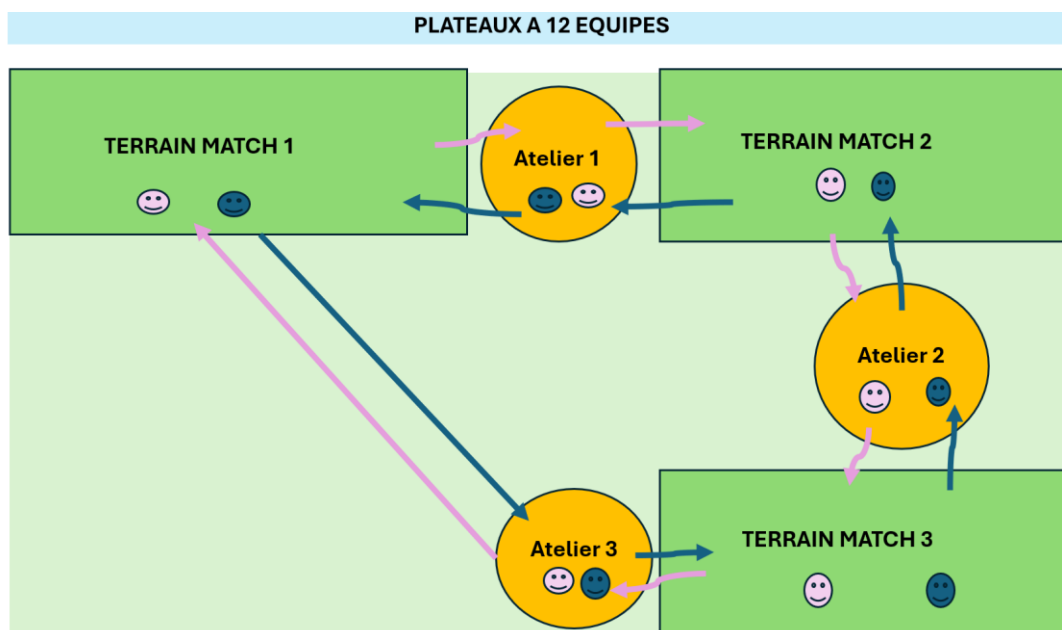 PLATEAUX A 12 EQUIPES
TERRAIN MATCH 1
Atelier 1
TERRAIN MATCH 2
Atelier 2
Atelier 3
TERRAIN MATCH 3